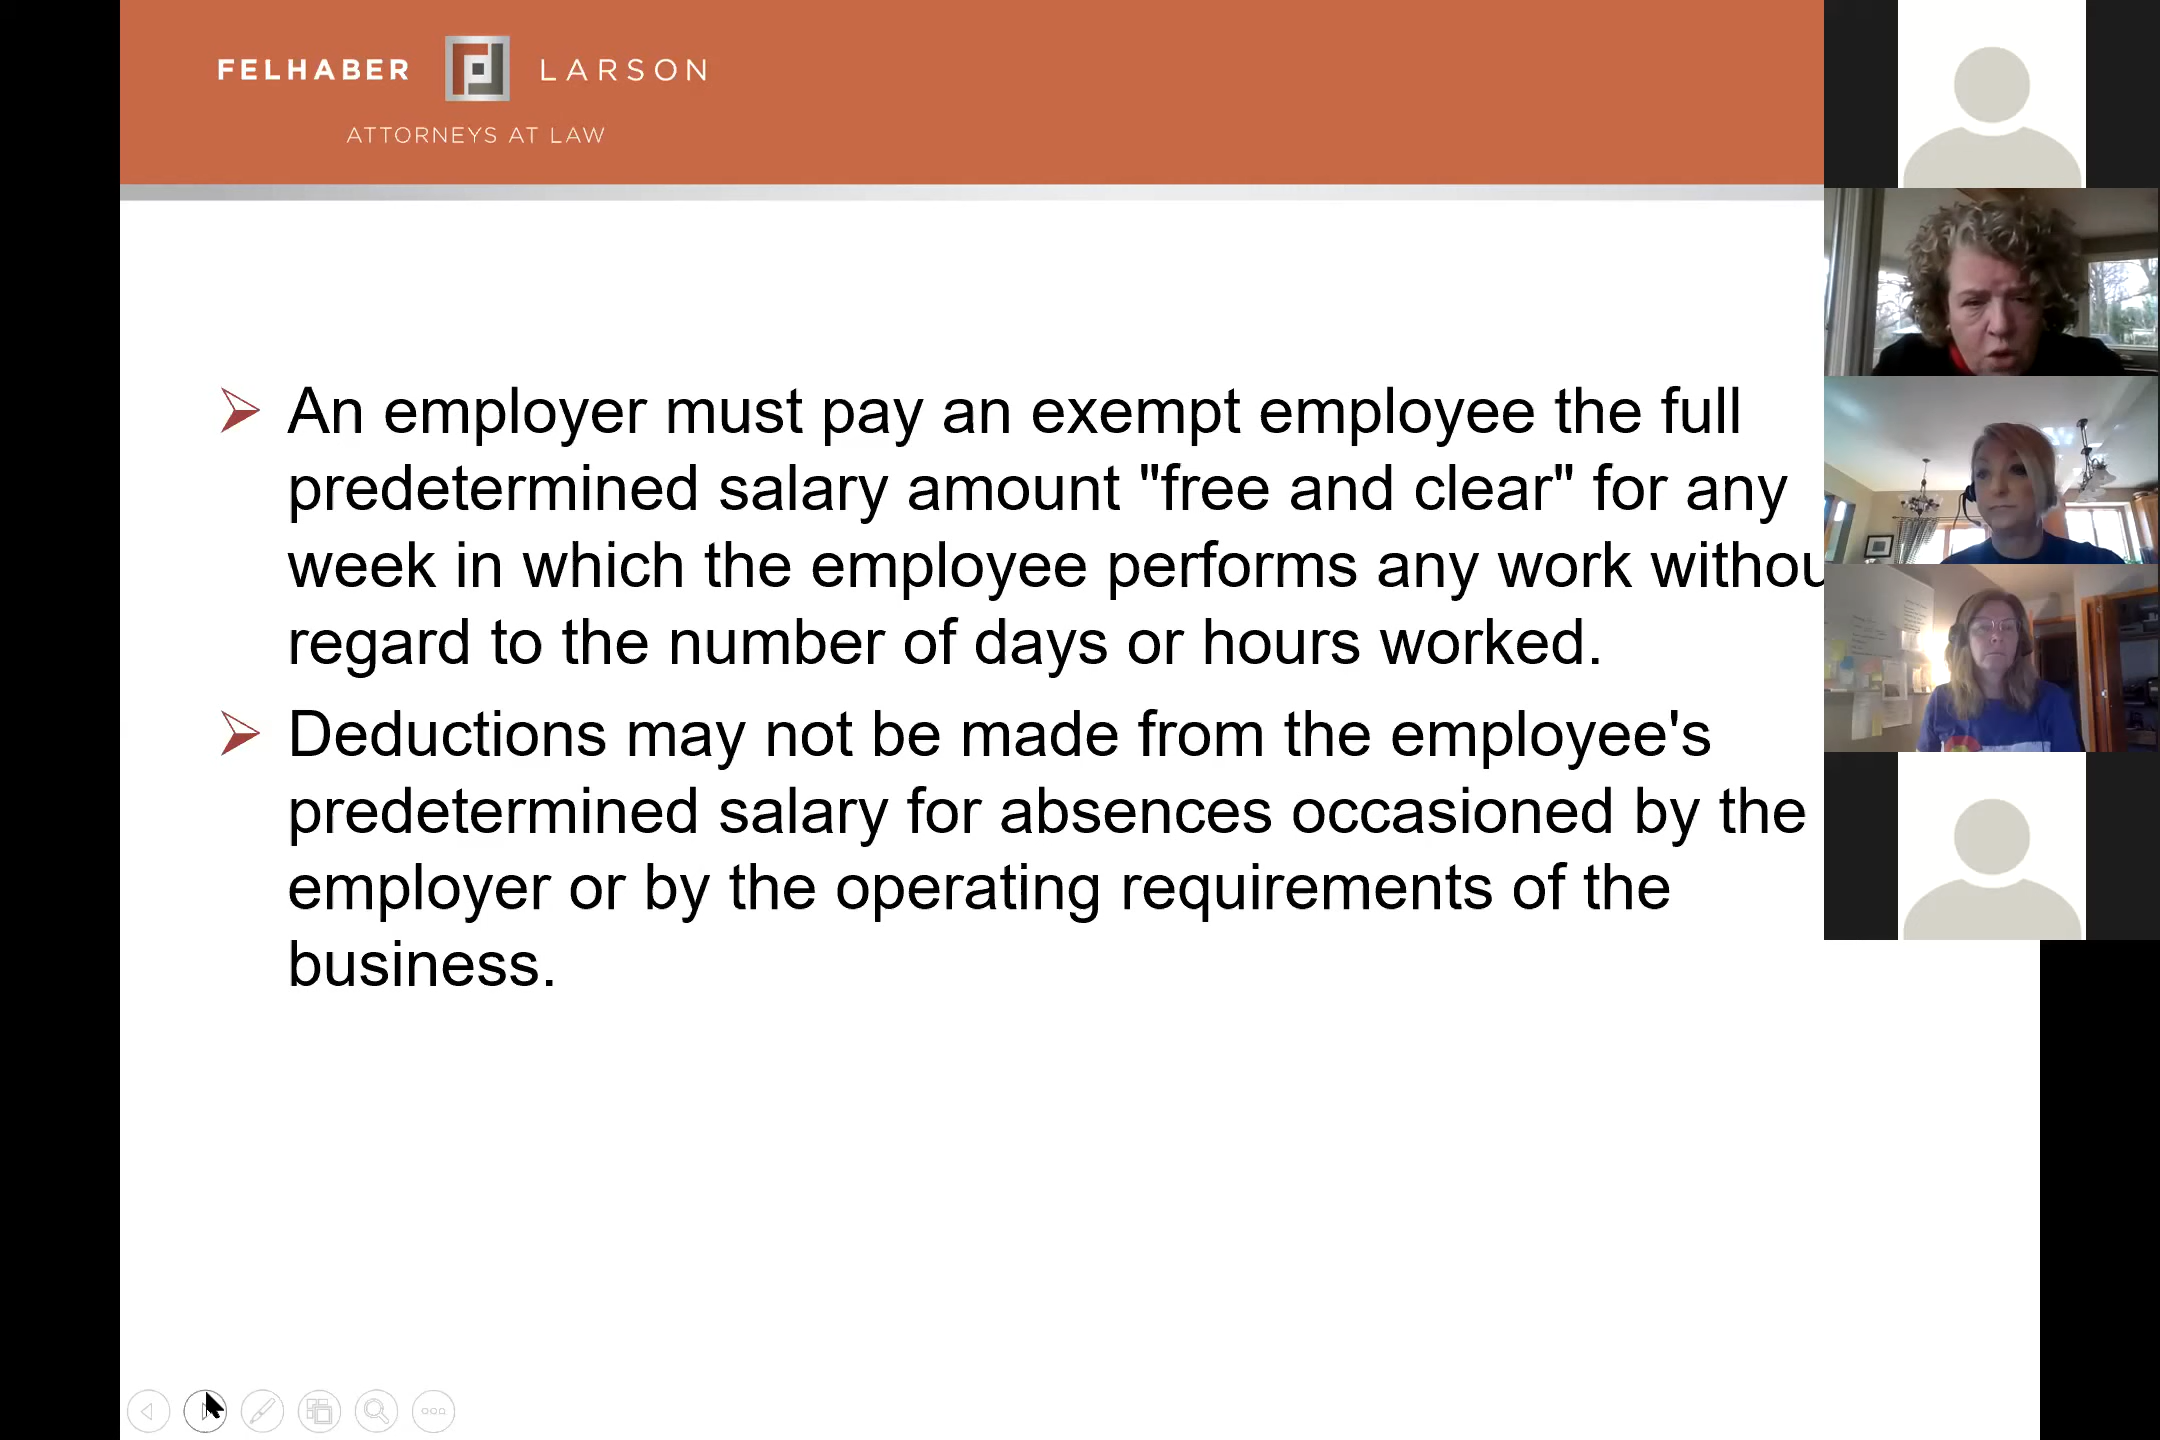 FELHABER LARSON
ATTORNEYS AT LAW
An employer must pay an exempt employee the full
predetermined salary amount "free and clear" for any
week in which the employee performs any work withou
regard to the number of days or hours worked.
Deductions may not be made from the employee's
predetermined salary for absences occasioned by the
employer or by the operating requirements of the
business.